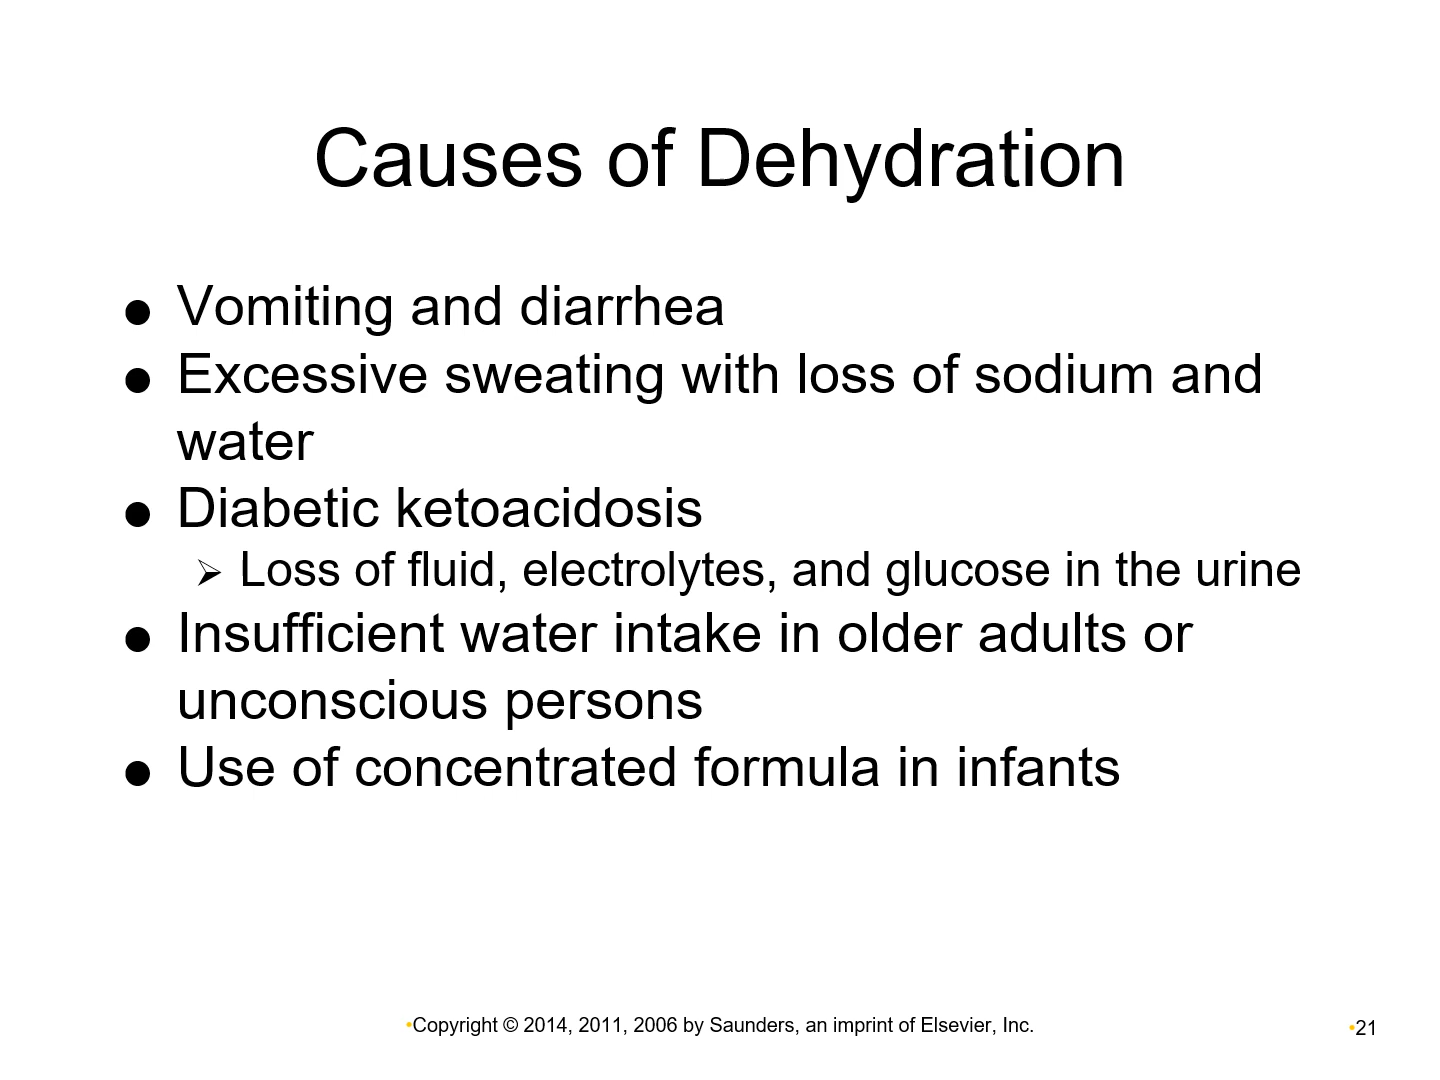 Causes of Dehydration
● Vomiting and diarrhea
● Excessive sweating with loss of sodium and
water
● Diabetic ketoacidosis
➢ Loss of fluid, electrolytes, and glucose in the urine
● Insufficient water intake in older adults or
unconscious persons
● Use of concentrated formula in infants
•Copyright © 2014, 2011, 2006 by Saunders, an imprint of Elsevier, Inc.
•21